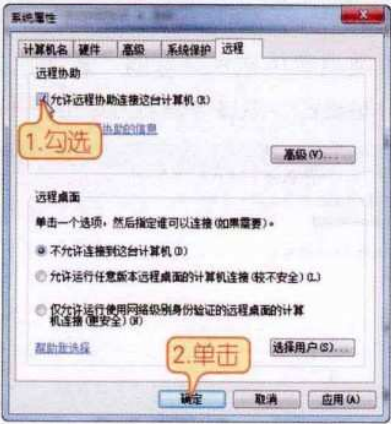 系统属性
计算机名 硬件 高级 系统保护 远程
远程协助
允许远程协助连接这台计算机(R)
1.勾选
协助的信息
高级(V)...
远程桌面
单击一个选项，然后指定谁可以连接(如果需要)。
不允许连接到这台计算机(D)
允许运行任意版本远程桌面的计算机连接(较不安全)(L)
仅允许运行使用网络级别身份验证的远程桌面的计算
机连接(更安全)(N)
帮助我选择
2.单击
选择用户(S)...
确定 取消 应用(A)